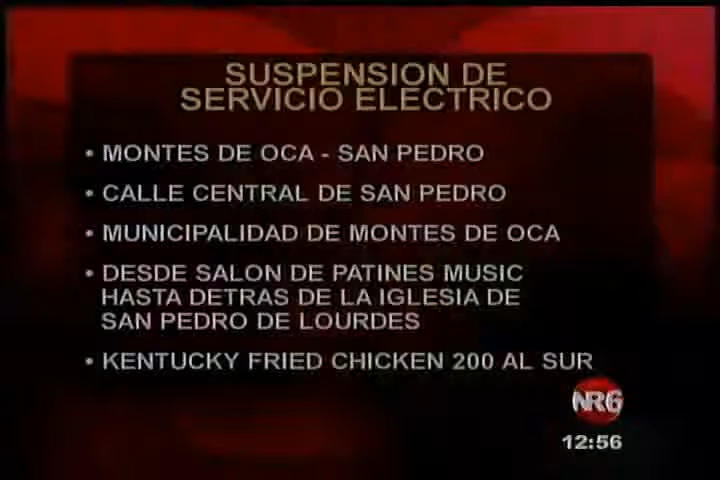 SUSPENSION DE
SERVICIO ELECTRICO
• MONTES DE OCA - SAN PEDRO
• CALLE CENTRAL DE SAN PEDRO
• MUNICIPALIDAD DE MONTES DE OCA
• DESDE SALON DE PATINES MUSIC
HASTA DETRAS DE LA IGLESIA DE
SAN PEDRO DE LOURDES
• KENTUCKY FRIED CHICKEN 200 AL SUR
NR6
12:56